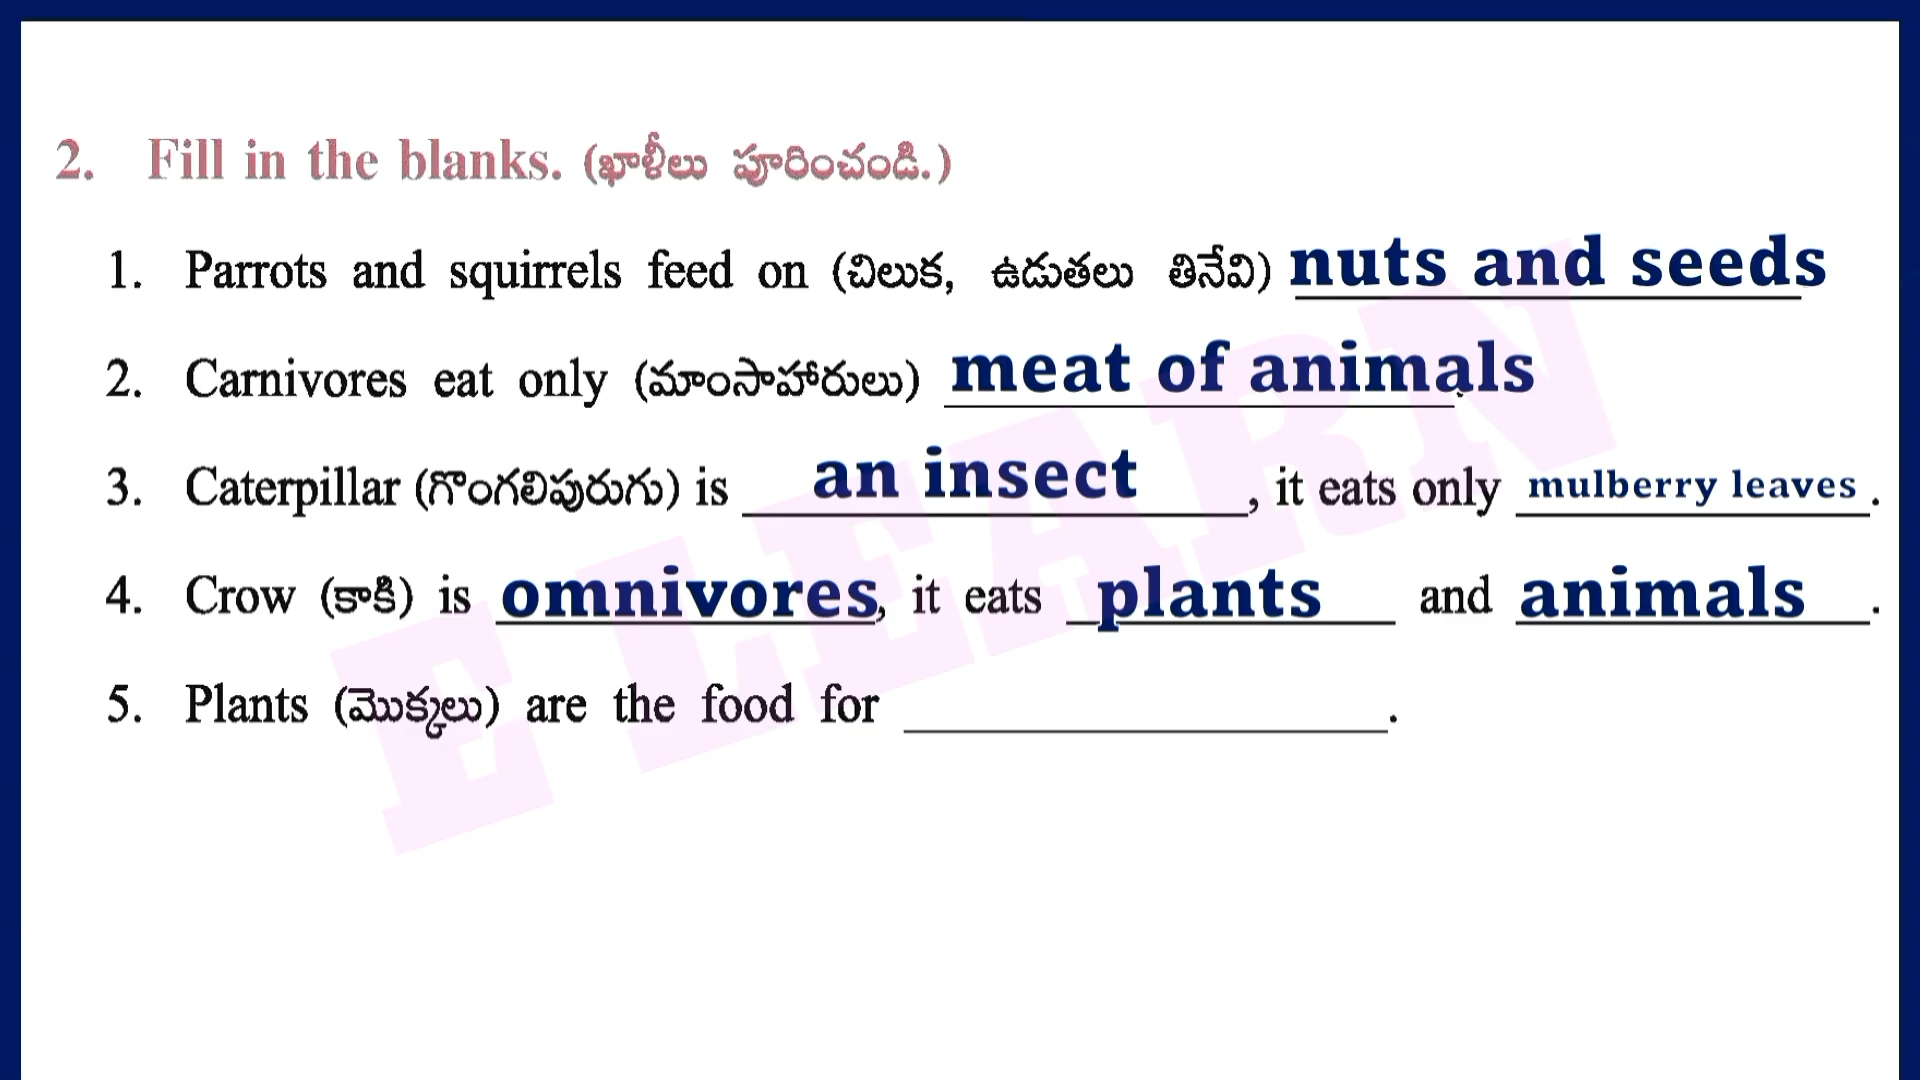 2. Fill in the blanks. (ఖాళీలు పూరించండి.)
1. Parrots and squirrels feed on (చిలుక, ఉడుతలు తినేవి) nuts and seeds
2. Carnivores eat only (మాంసాహారులు) meat of animals.
3. Caterpillar (గొంగలిపురుగు) is an insect, it eats only mulberry leaves.
4. Crow (కాకి) is omnivores, it eats plants and animals.
5. Plants (మొక్కలు) are the food for ____________.
E LEARN